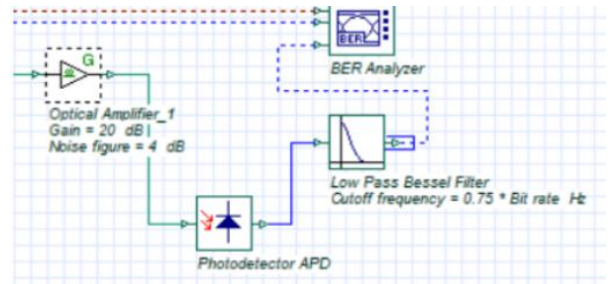 BER
BER Analyzer
G
Optical Amplifier_1
Gain = 20 dB
Noise figure = 4 dB
Low Pass Bessel Filter
Cutoff frequency = 0.75 * Bit rate Hz
Photodetector APD